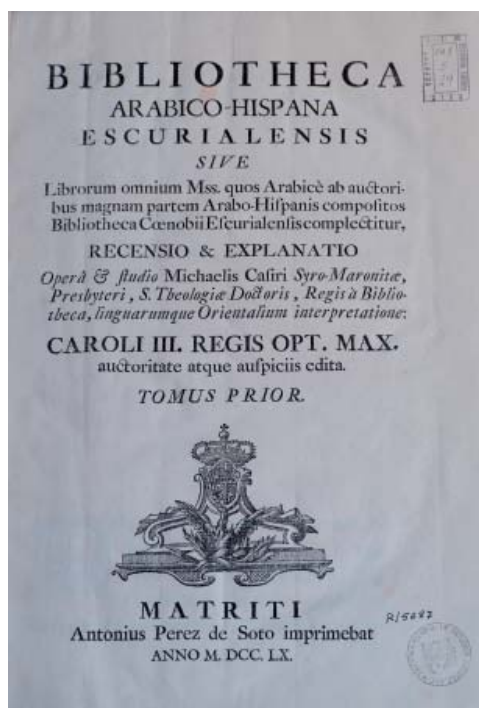 BIBLIOTHECA
ARABICO-HISPANA
ESCURIALENSIS
SIVE
Librorum omnium Mss. quos Arabicè ab auctori-
bus magnam partem Arabo-Hiſpanis compoſitos
Bibliotheca Cœnobii Eſcurialenſis complectitur,
RECENSIO & EXPLANATIO
Operâ & ſtudio Michaelis Caſiri Syro-Maronitæ,
Presbyteri, S. Theologiæ Doctoris, Regis à Biblio-
theca, linguarumque Orientalium interpretatione:
CAROLI III. REGIS OPT. MAX.
auctoritate atque auſpiciis edita.
TOMUS PRIOR.
MATRITI
R/5087
Antonius Perez de Soto imprimebat
ANNO M. DCC. LX.